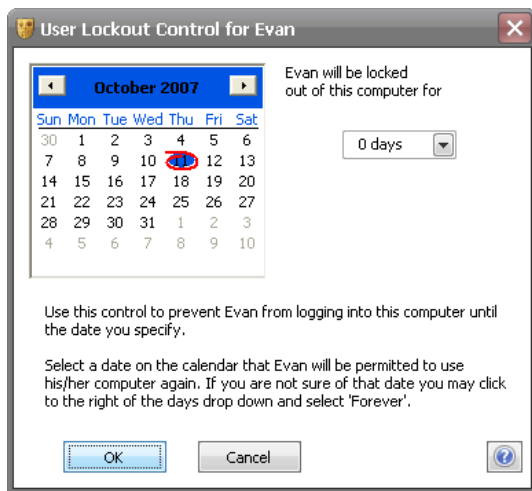 User Lockout Control for Evan
October 2007
Sun Mon Tue Wed Thu Fri Sat
30 1 2 3 4 5 6
7 8 9 10 11 12 13
14 15 16 17 18 19 20
21 22 23 24 25 26 27
28 29 30 31 1 2 3
4 5 6 7 8 9 10
Evan will be locked
out of this computer for
0 days
Use this control to prevent Evan from logging into this computer until
the date you specify.
Select a date on the calendar that Evan will be permitted to use
his/her computer again. If you are not sure of that date you may click
to the right of the days drop down and select 'Forever'.
OK
Cancel
?